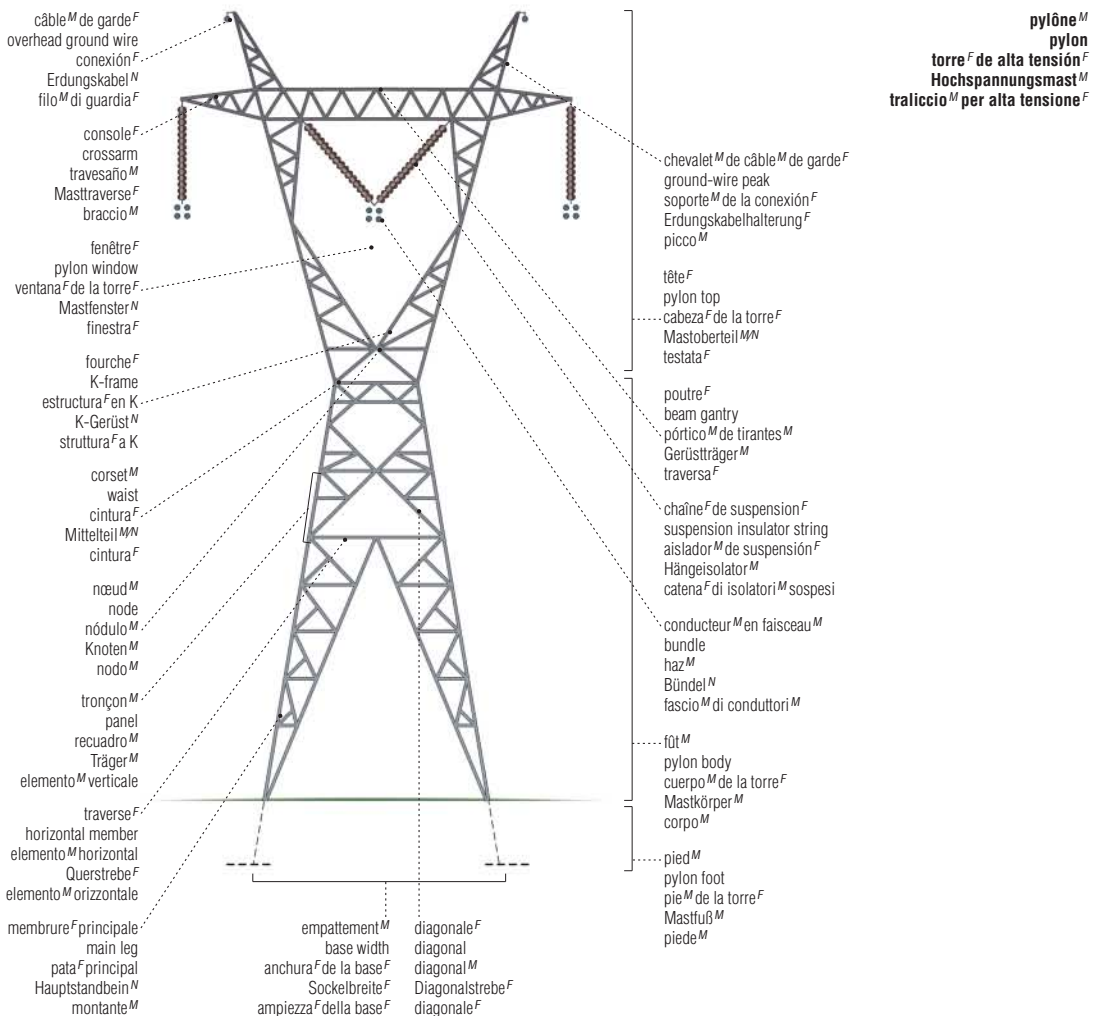 câble M de garde F
overhead ground wire
conexión F
Erdungskabel N
filo M di guardia F
console F
crossarm
travesaño M
Masttraverse F
braccio M
fenêtre F
pylon window
ventana F de la torre F
Mastfenster N
finestra F
fourche F
K-frame
estructura F en K
K-Gerüst N
struttura F a K
corset M
waist
cintura F
Mittelteil M/N
cintura F
nœud M
node
nódulo M
Knoten M
nodo M
tronçon M
panel
recuadro M
Träger M
elemento M verticale
traverse F
horizontal member
elemento M horizontal
Querstrebe F
elemento M orizzontale
membrure F principale
main leg
pata F principal
Hauptstandbein N
montante M
empattement M
base width
anchura F de la base F
Sockelbreite F
ampiezza F della base F
diagonale F
diagonal
diagonal M
Diagonalstrebe F
diagonale F
pylône M
pylon
torre F de alta tensión F
Hochspannungsmast M
traliccio M per alta tensione F
chevalet M de câble M de garde F
ground-wire peak
soporte M de la conexión F
Erdungskabelhalterung F
picco M
tête F
pylon top
cabeza F de la torre F
Mastoberteil M/N
testata F
poutre F
beam gantry
pórtico M de tirantes M
Gerüstträger M
traversa F
chaîne F de suspension F
suspension insulator string
aislador M de suspensión F
Hängeisolator M
catena F di isolatori M sospesi
conducteur M en faisceau M
bundle
haz M
Bündel N
fascio M di conduttori M
fût M
pylon body
cuerpo M de la torre F
Mastkörper M
corpo M
pied M
pylon foot
pie M de la torre F
Mastfuß M
piede M